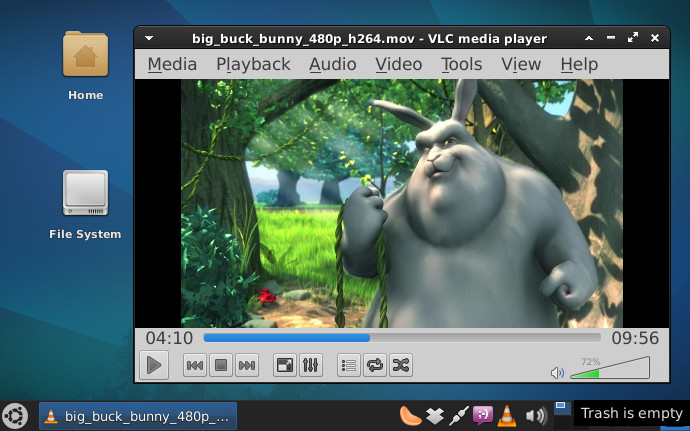 big_buck_bunny_480p_h264.mov - VLC media player
Media Playback Audio Video Tools View Help
Home
File System
04:10 09:56
72%
big_buck_bunny_480p_...
Trash is empty